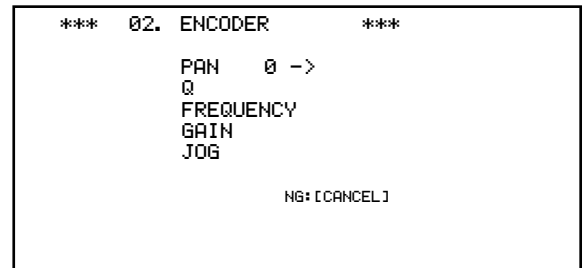 *** 02. ENCODER ***
PAN 0 ->
Q
FREQUENCY
GAIN
JOG
NG:[CANCEL]